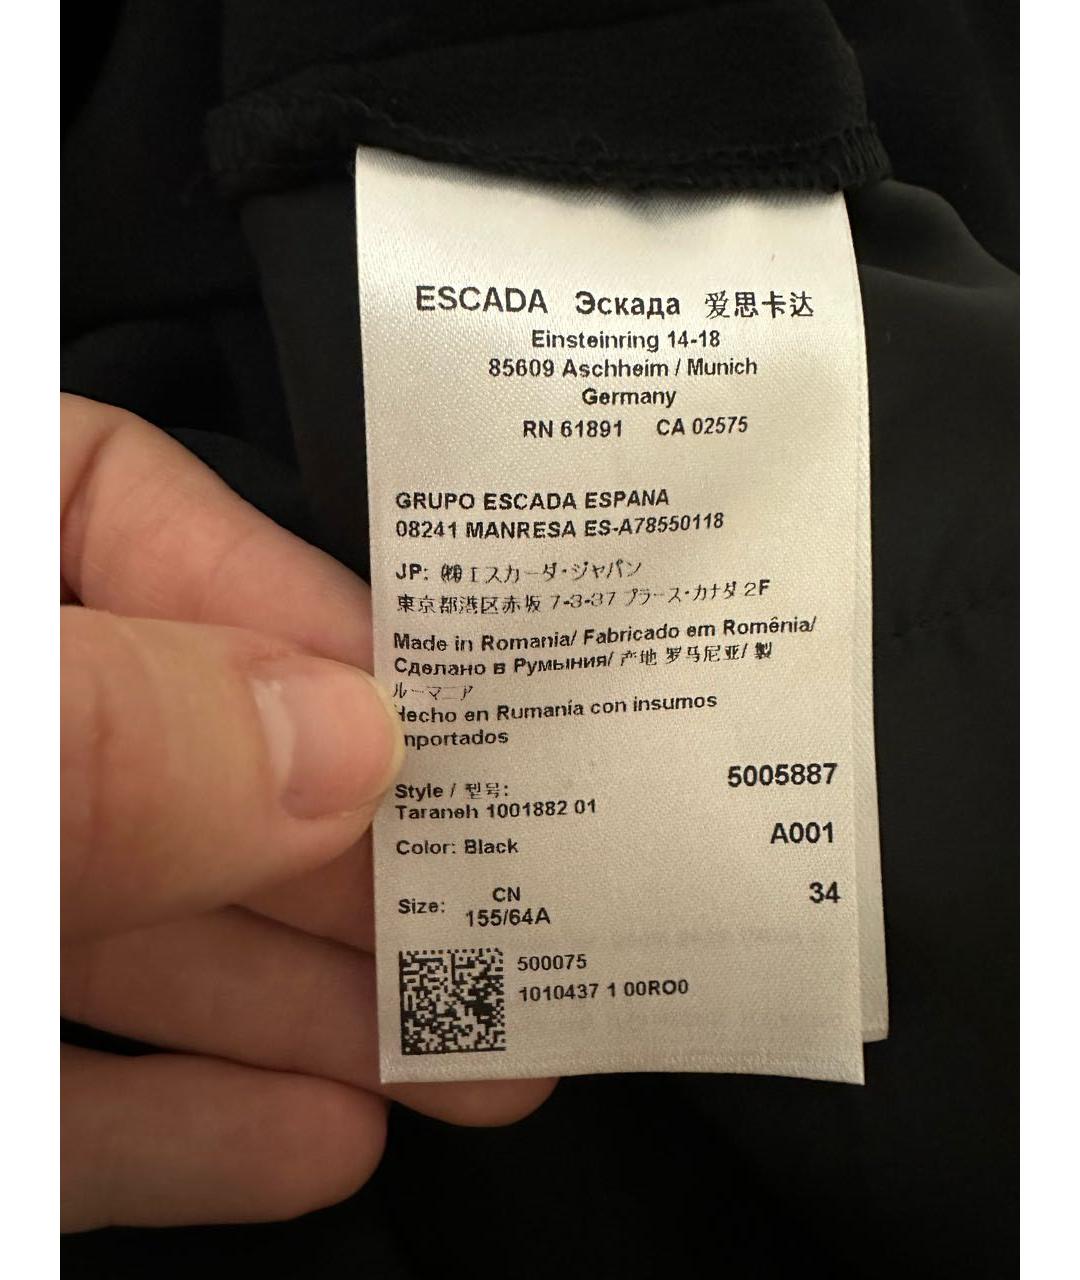 ESCADA Эскада 爱思卡达
Einsteinring 14-18
85609 Aschheim / Munich
Germany
RN 61891 CA 02575
GRUPO ESCADA ESPANA
08241 MANRESA ES-A78550118
JP: ㈱エスカーダ・ジャパン
東京都港区赤坂 7-3-37 プラース・カナダ 2F
Made in Romania/ Fabricado em Romênia/
Сделано в Румыния/ 产地 罗马尼亚/ 製
ルーマニア
Hecho en Rumanía con insumos
mportados
Style / 型号:
5005887
Taraneh 1001882 01
Color: Black
A001
Size: CN
155/64A
34
500075
1010437 1 00RO0